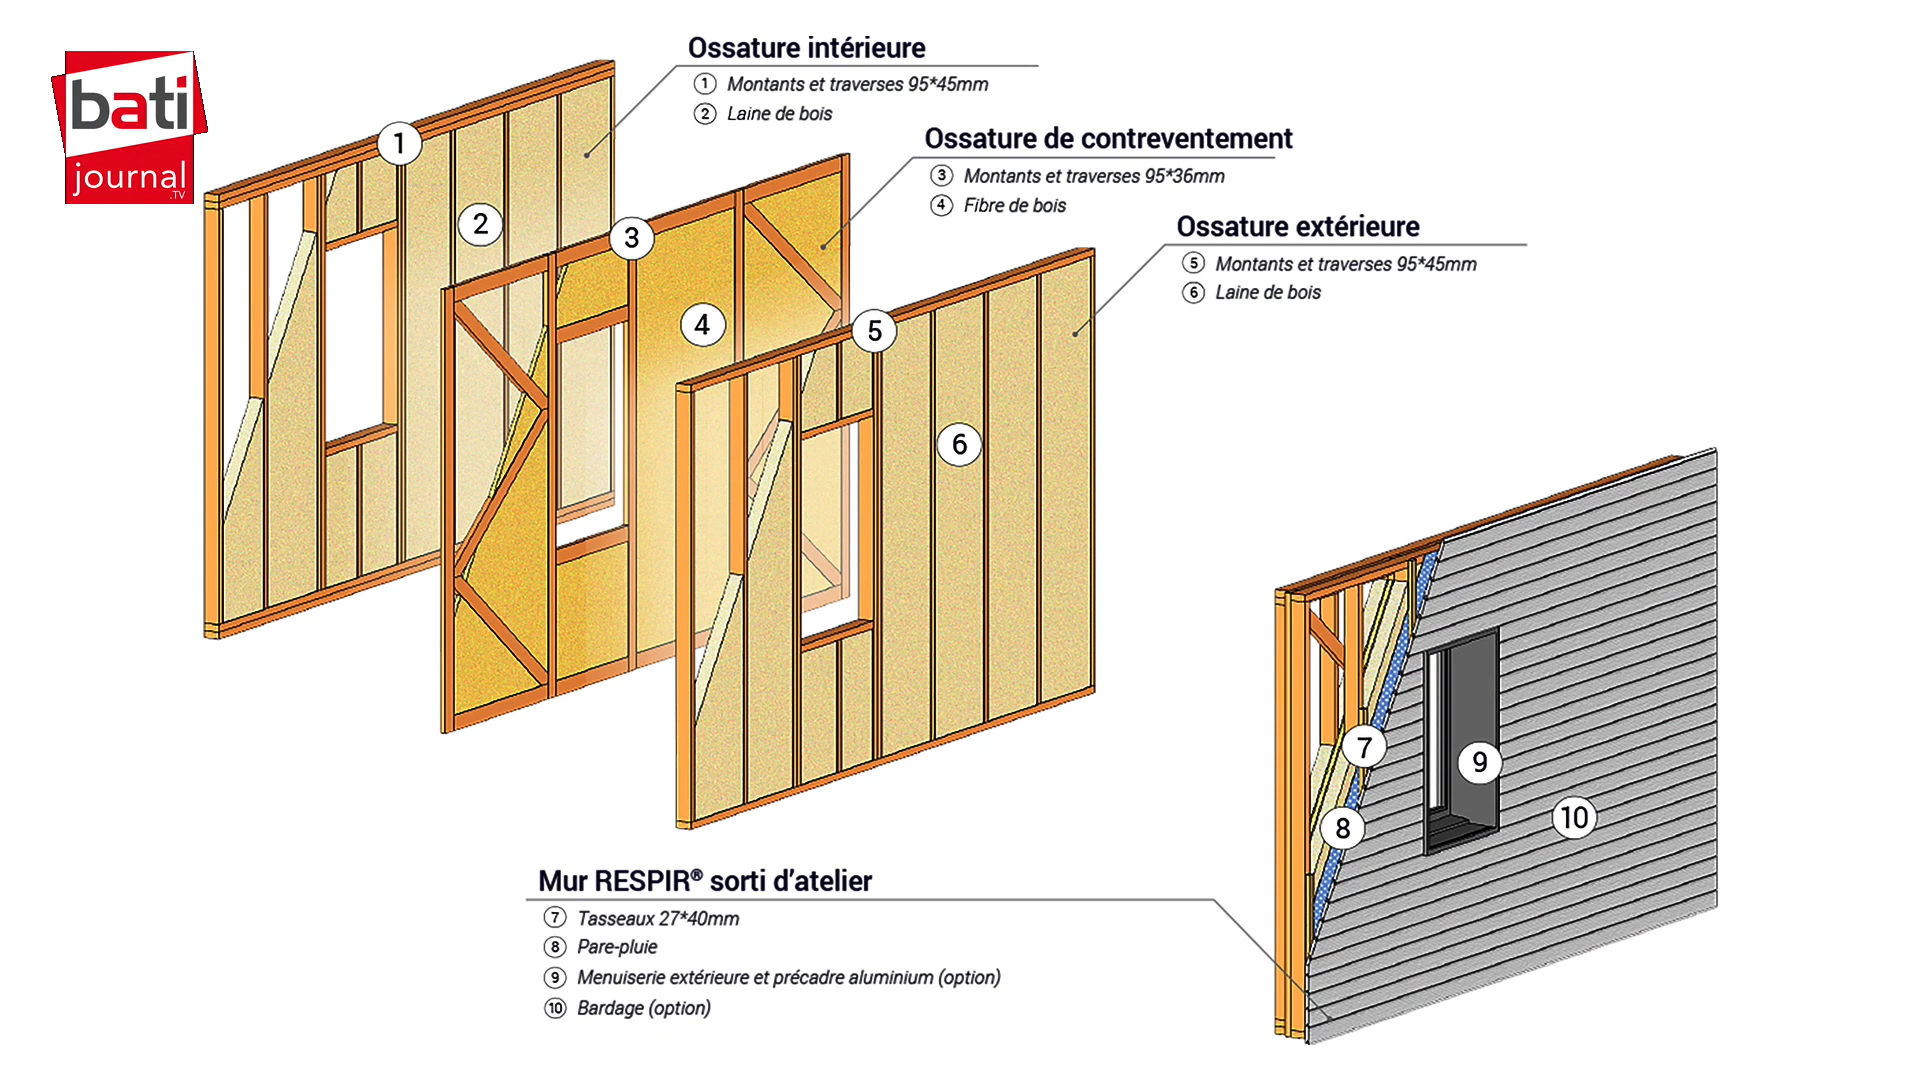 bati
journal
.TV
Ossature intérieure
1 Montants et traverses 95*45mm
2 Laine de bois
Ossature de contreventement
3 Montants et traverses 95*36mm
4 Fibre de bois
Ossature extérieure
5 Montants et traverses 95*45mm
6 Laine de bois
1
2
3
4
5
6
7
8
9
10
Mur RESPIR® sorti d’atelier
7 Tasseaux 27*40mm
8 Pare-pluie
9 Menuiserie extérieure et précadre aluminium (option)
10 Bardage (option)